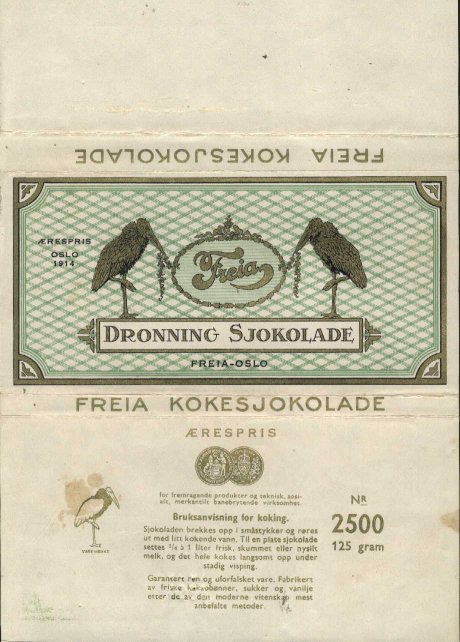 FREIA KOKESJOKOLADE
ÆRESPRIS
OSLO
1914
Freia
DRONNING SJOKOLADE
FREIA-OSLO
FREIA KOKESJOKOLADE
ÆRESPRIS
for fremragende produkter og teknisk, sosi-
alt, merkantilt banebrytende virksomhet.
Bruksanvisning for koking.
Sjokoladen brekkes opp i småstykker og røres
ut med litt kokende vann. Til en plate sjokolade
settes ³/₄ à 1 liter frisk, skummet eller nysilt
melk, og det hele kokes langsomt opp under
stadig visping.
Garantert ren og uforfalsket vare. Fabrikert
av friske kakaobønner, sukker og vanilje
etter de av den moderne vitenskap mest
anbefalte metoder.
VAREMERKE
NR
2500
125 gram